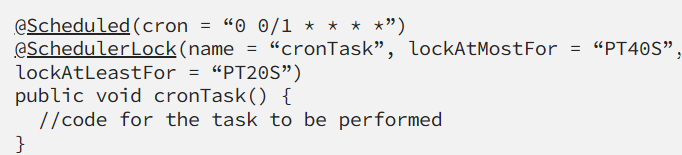 @Scheduled(cron = “0 0/1 * * * *”)
@SchedulerLock(name = “cronTask”, lockAtMostFor = “PT40S”,
lockAtLeastFor = “PT20S”)
public void cronTask() {
  //code for the task to be performed
}